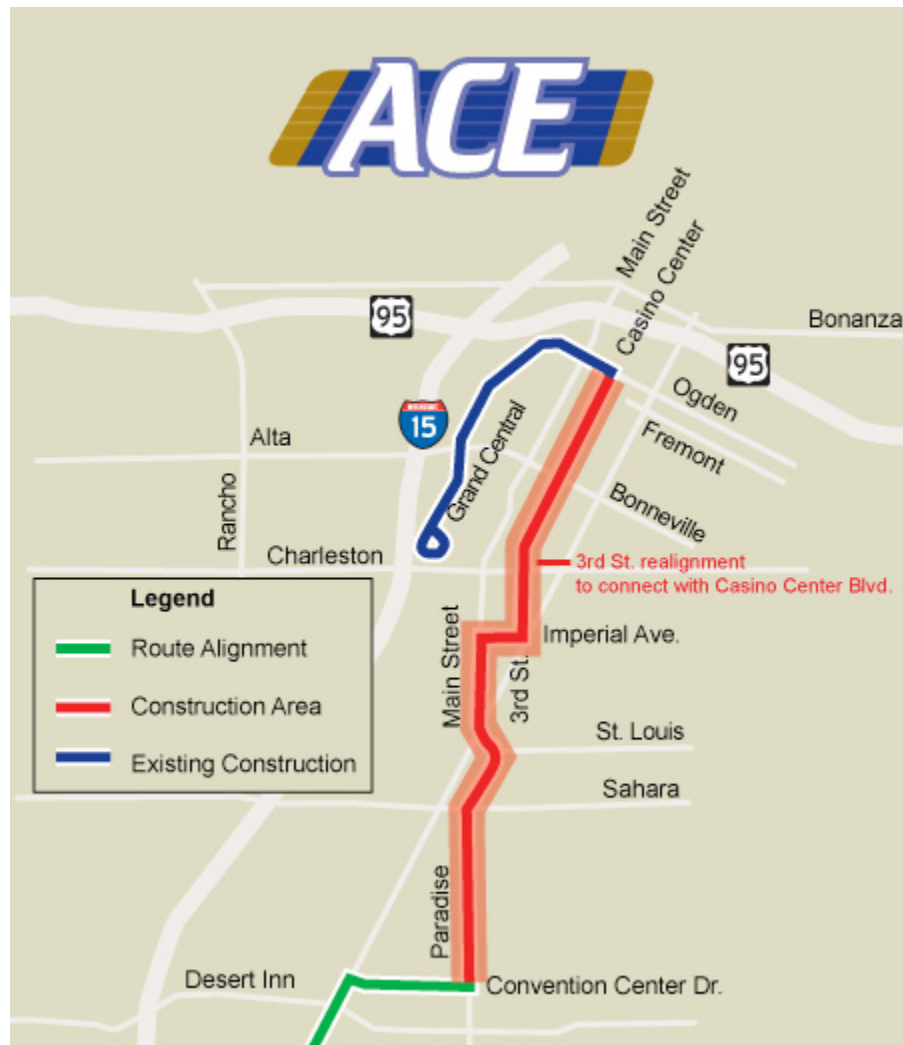 ACE
Main Street
Casino Center
95
Bonanza
95
Ogden
15
Grand Central
Fremont
Alta
Rancho
Bonneville
Charleston
3rd St. realignment
to connect with Casino Center Blvd.
Legend
Route Alignment
Construction Area
Existing Construction
Main Street
3rd St.
Imperial Ave.
St. Louis
Sahara
Paradise
Desert Inn
Convention Center Dr.